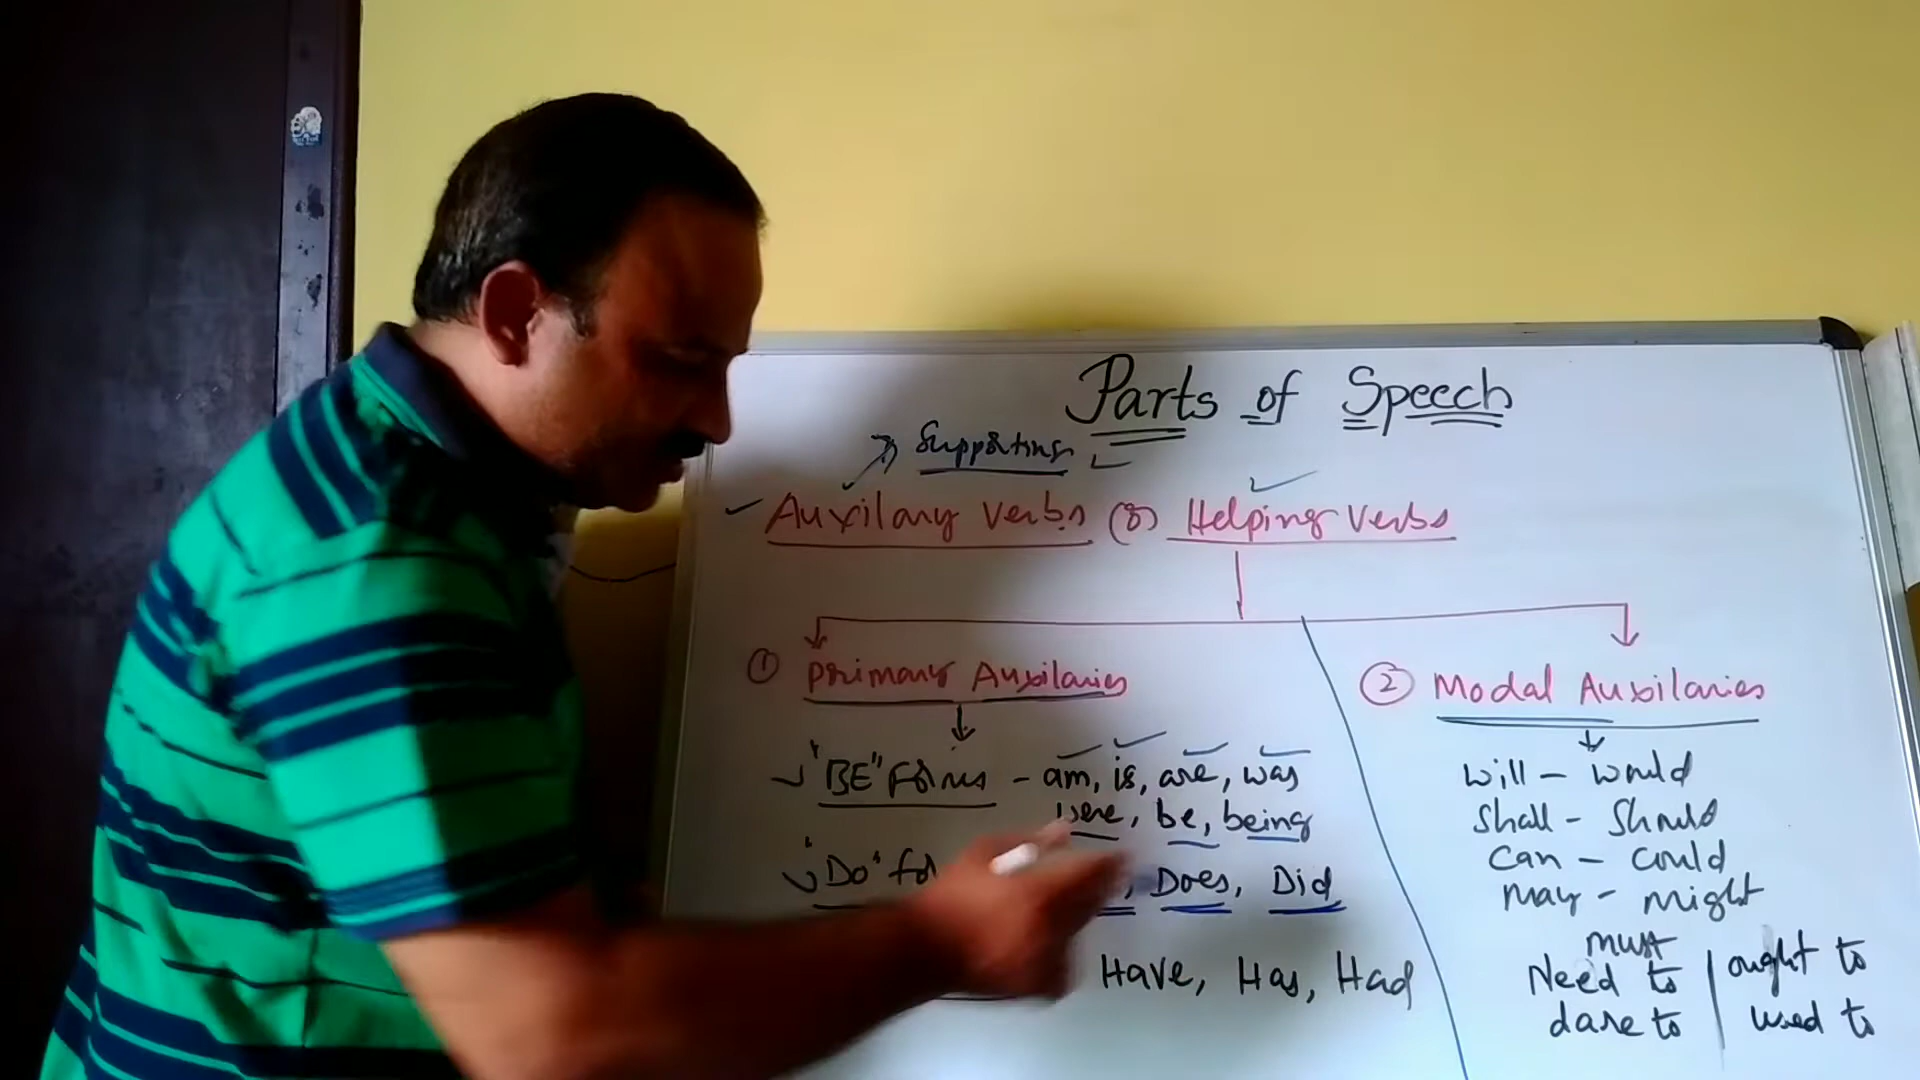 Parts of Speech
Supporting
Auxilary Verbs (or) Helping Verbs
① Primary Auxilaries
"BE" Forms - am, is, are, was
were, be, being
"Do" for
, Does, Did
Have, Has, Had
② Modal Auxilaries
will - would
shall - should
can - could
may - might
must
Need to
dare to
ought to
used to